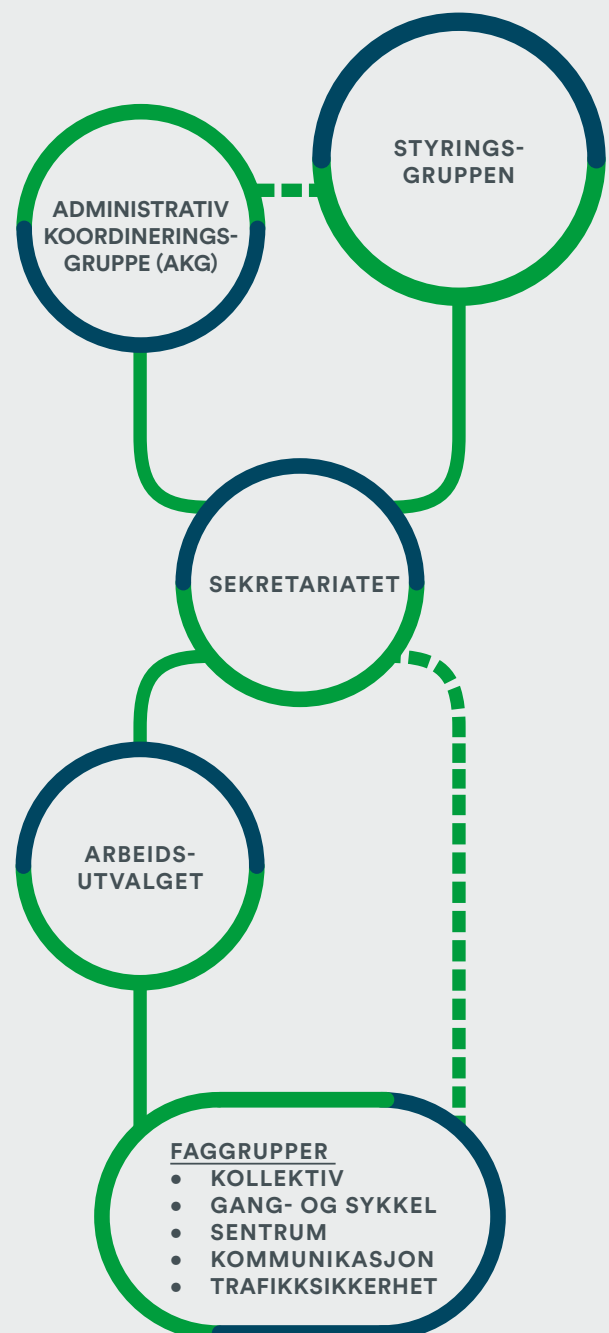 STYRINGS-
GRUPPEN
ADMINISTRATIV
KOORDINERINGS-
GRUPPE (AKG)
SEKRETARIATET
ARBEIDS-
UTVALGET
FAGGRUPPER
• KOLLEKTIV
• GANG- OG SYKKEL
• SENTRUM
• KOMMUNIKASJON
• TRAFIKKSIKKERHET